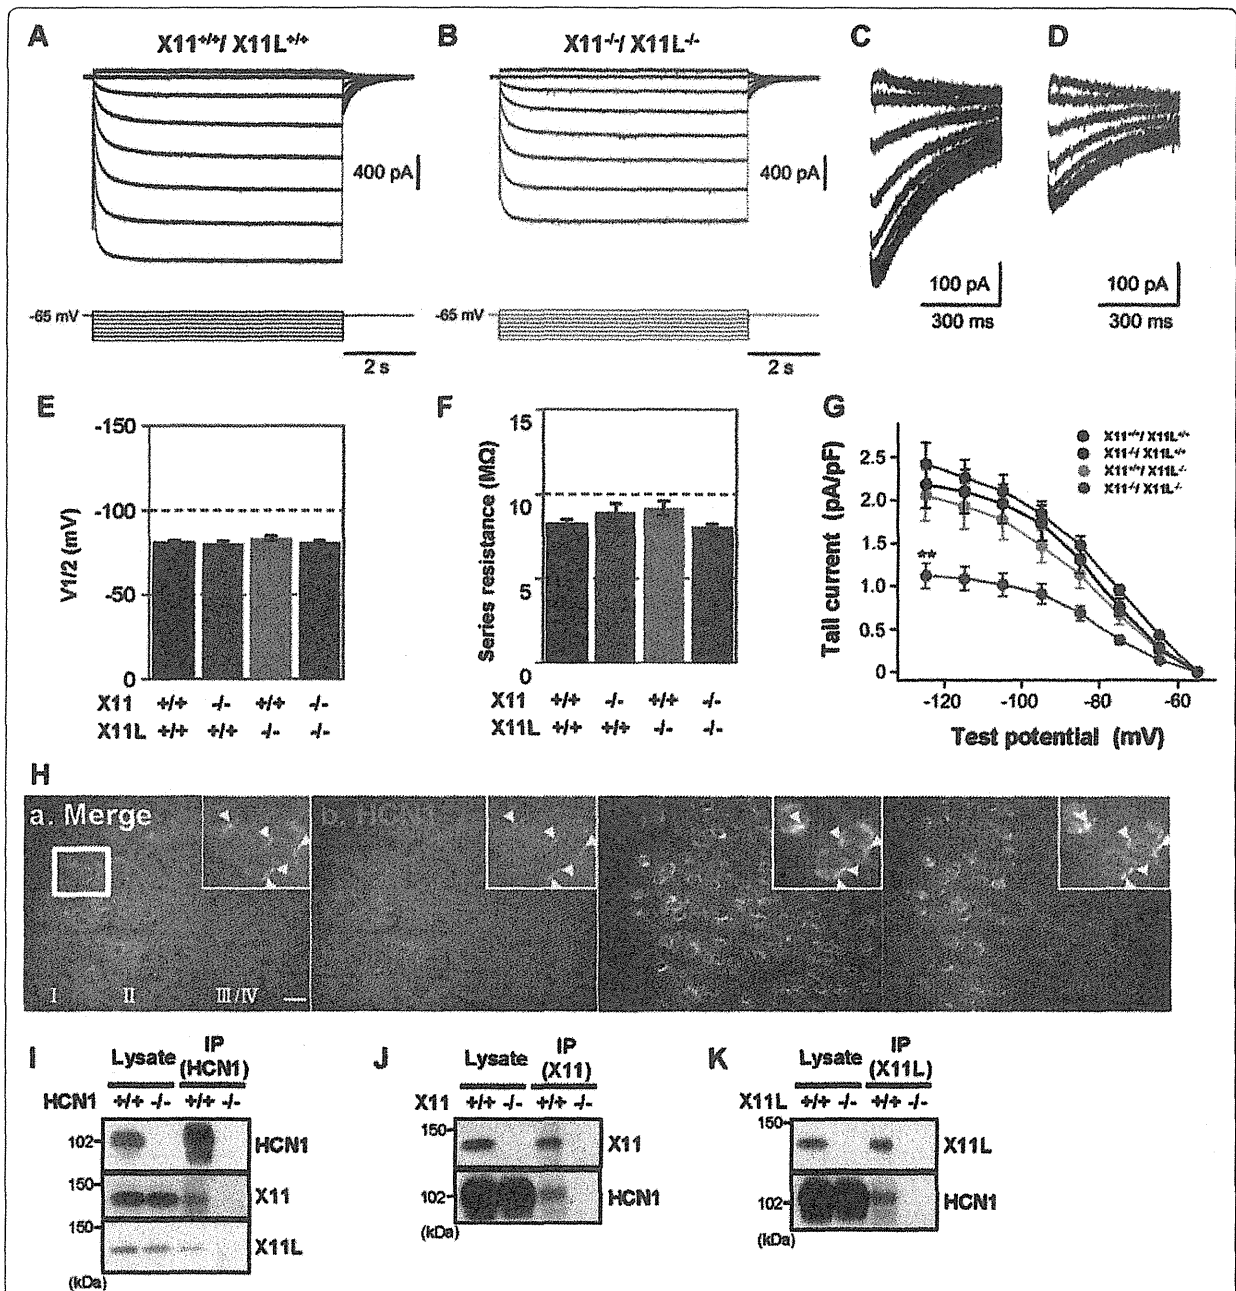 A X11+/+/ X11L+/+
B X11-/-/ X11L-/-
C
D
400 pA
400 pA
-65 mV
-65 mV
2 s
2 s
100 pA
300 ms
100 pA
300 ms
E
V1/2 (mV)
-150
-100
-50
0
X11 +/+ -/- +/+ -/-
X11L +/+ +/+ -/- -/-
F
Series resistance (MΩ)
15
10
5
0
X11 +/+ -/- +/+ -/-
X11L +/+ +/+ -/- -/-
G
Tail current (pA/pF)
2.5
2.0
1.5
1.0
0.5
0
**
X11+/+/ X11L+/+
X11-/-/ X11L+/+
X11+/+/ X11L-/-
X11-/-/ X11L-/-
-120 -100 -80 -60
Test potential (mV)
H
a. Merge
b. HCN1
I II III/IV
I
Lysate IP (HCN1)
HCN1 +/+ -/- +/+ -/-
102 HCN1
150 X11
150 X11L
(kDa)
J
Lysate IP (X11)
X11 +/+ -/- +/+ -/-
150 X11
102 HCN1
(kDa)
K
Lysate IP (X11L)
X11L +/+ -/- +/+ -/-
150 X11L
102 HCN1
(kDa)